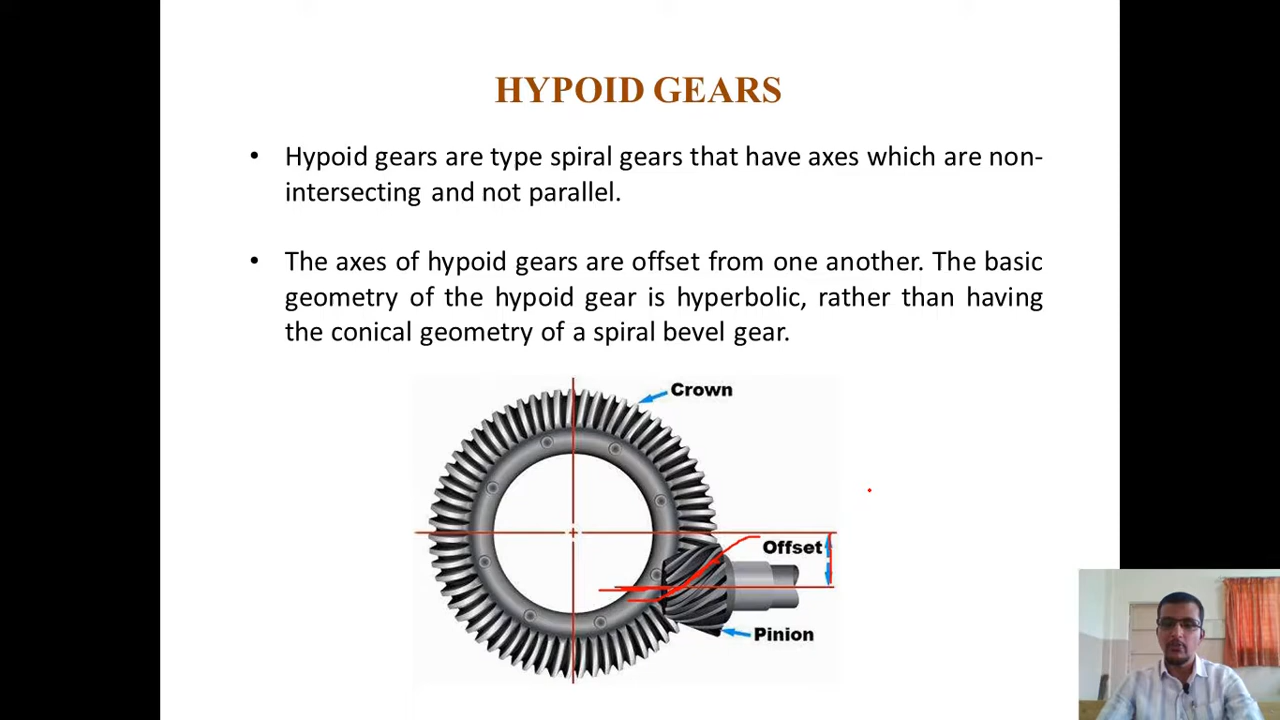 HYPOID GEARS
• Hypoid gears are type spiral gears that have axes which are non-
intersecting and not parallel.
• The axes of hypoid gears are offset from one another. The basic
geometry of the hypoid gear is hyperbolic, rather than having
the conical geometry of a spiral bevel gear.
Crown
Offset
Pinion